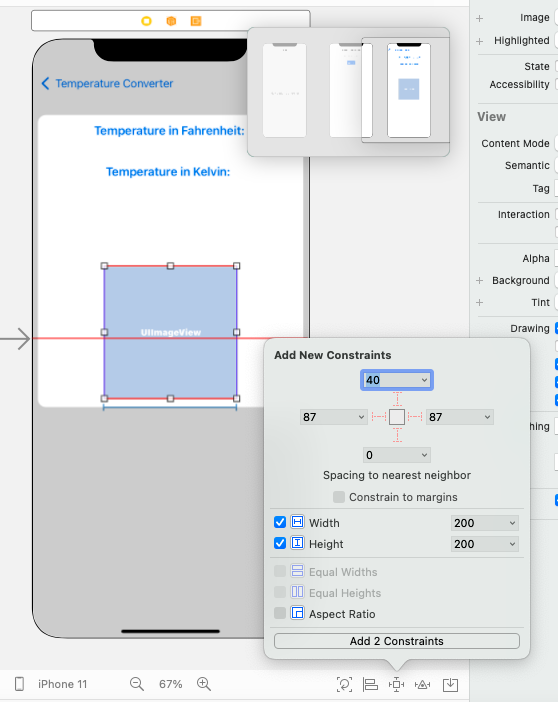 Image
Highlighted
State
Accessibility
View
Content Mode
Semantic
Tag
Interaction
Alpha
Background
Tint
Drawing
hing
Temperature Converter
Temperature in Fahrenheit:
Temperature in Kelvin:
UIImageView
Add New Constraints
40
87 87
0
Spacing to nearest neighbor
Constrain to margins
Width 200
Height 200
Equal Widths
Equal Heights
Aspect Ratio
Add 2 Constraints
iPhone 11 67%